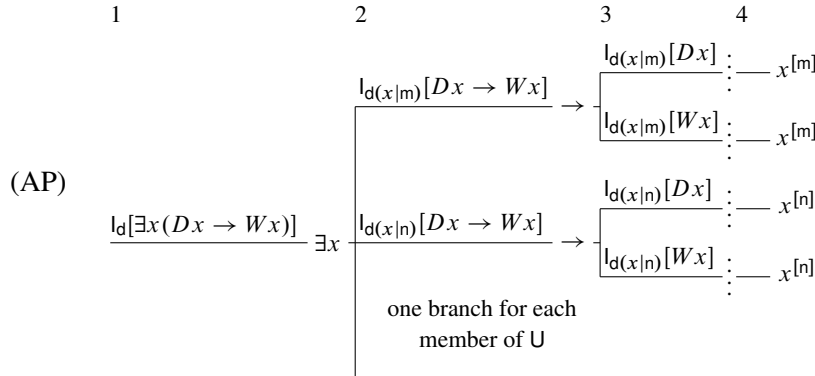 1 2 3 4
I_d(x|m)[Dx] x^[m]
I_d(x|m)[Dx → Wx] →
I_d(x|m)[Wx] x^[m]
(AP)
I_d(x|n)[Dx] x^[n]
I_d[∃x(Dx → Wx)] ∃x I_d(x|n)[Dx → Wx] →
I_d(x|n)[Wx] x^[n]
one branch for each
member of U